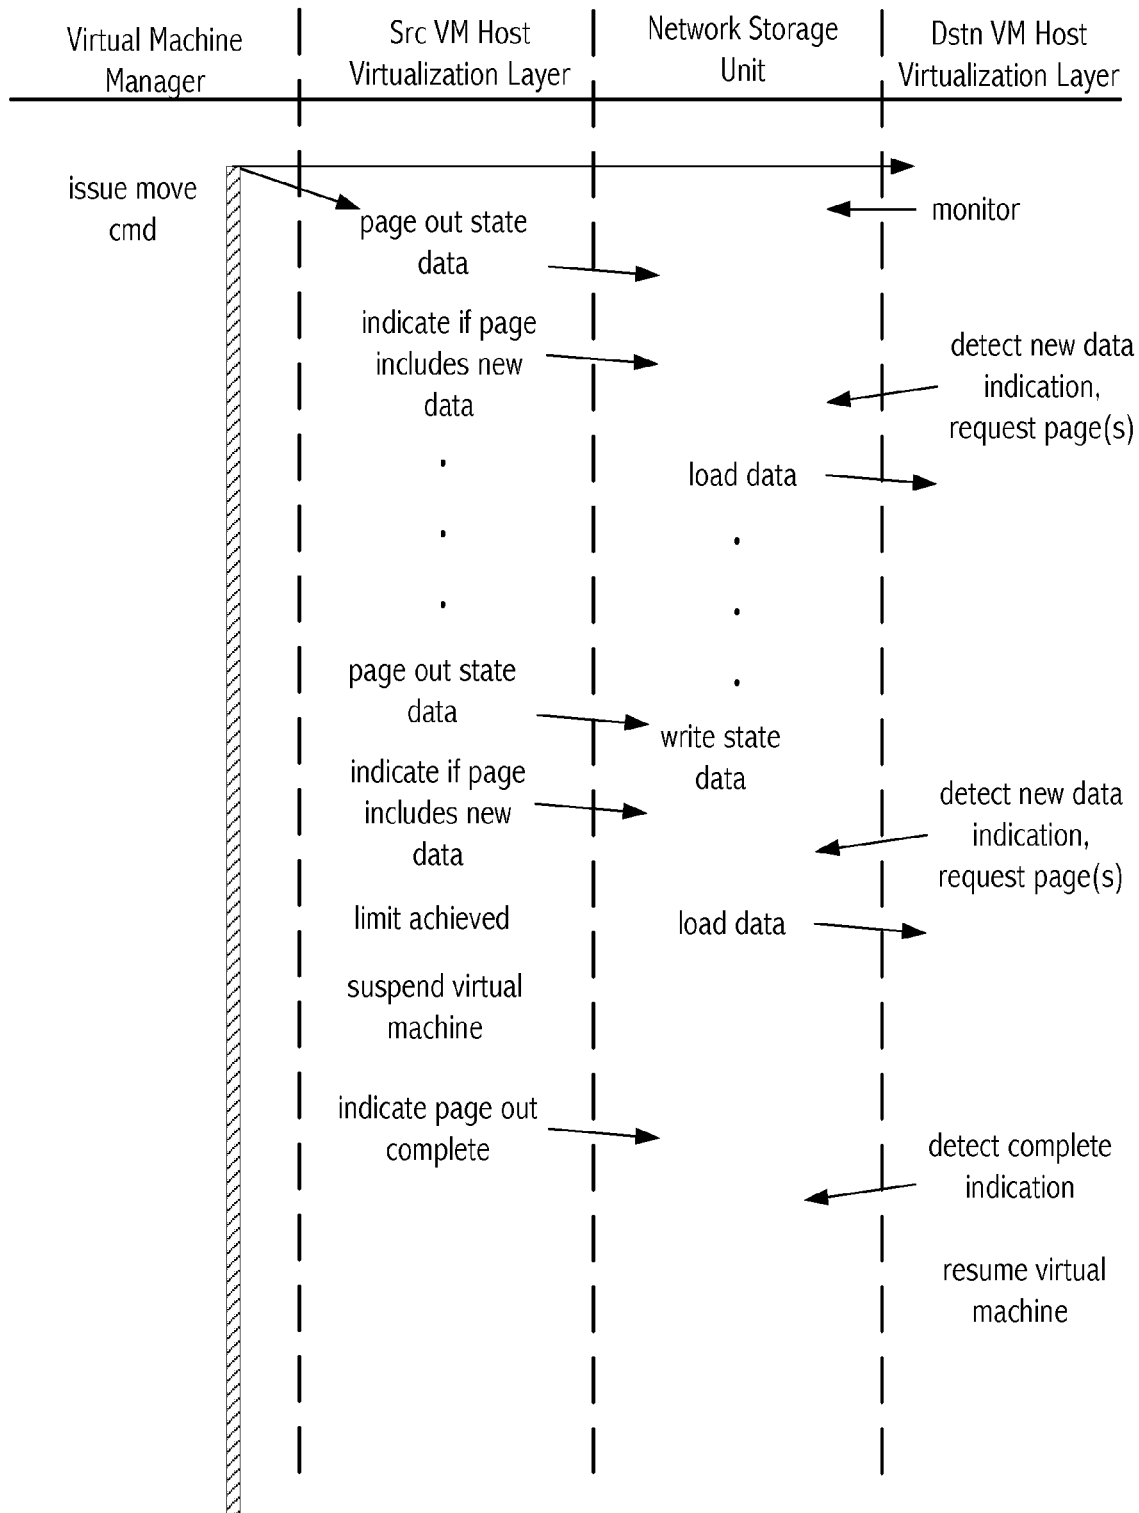 Virtual Machine
Manager
Src VM Host
Virtualization Layer
Network Storage
Unit
Dstn VM Host
Virtualization Layer
issue move
cmd
monitor
page out state
data
indicate if page
includes new
data
detect new data
indication,
request page(s)
load data
page out state
data
write state
data
indicate if page
includes new
data
detect new data
indication,
request page(s)
limit achieved
load data
suspend virtual
machine
indicate page out
complete
detect complete
indication
resume virtual
machine